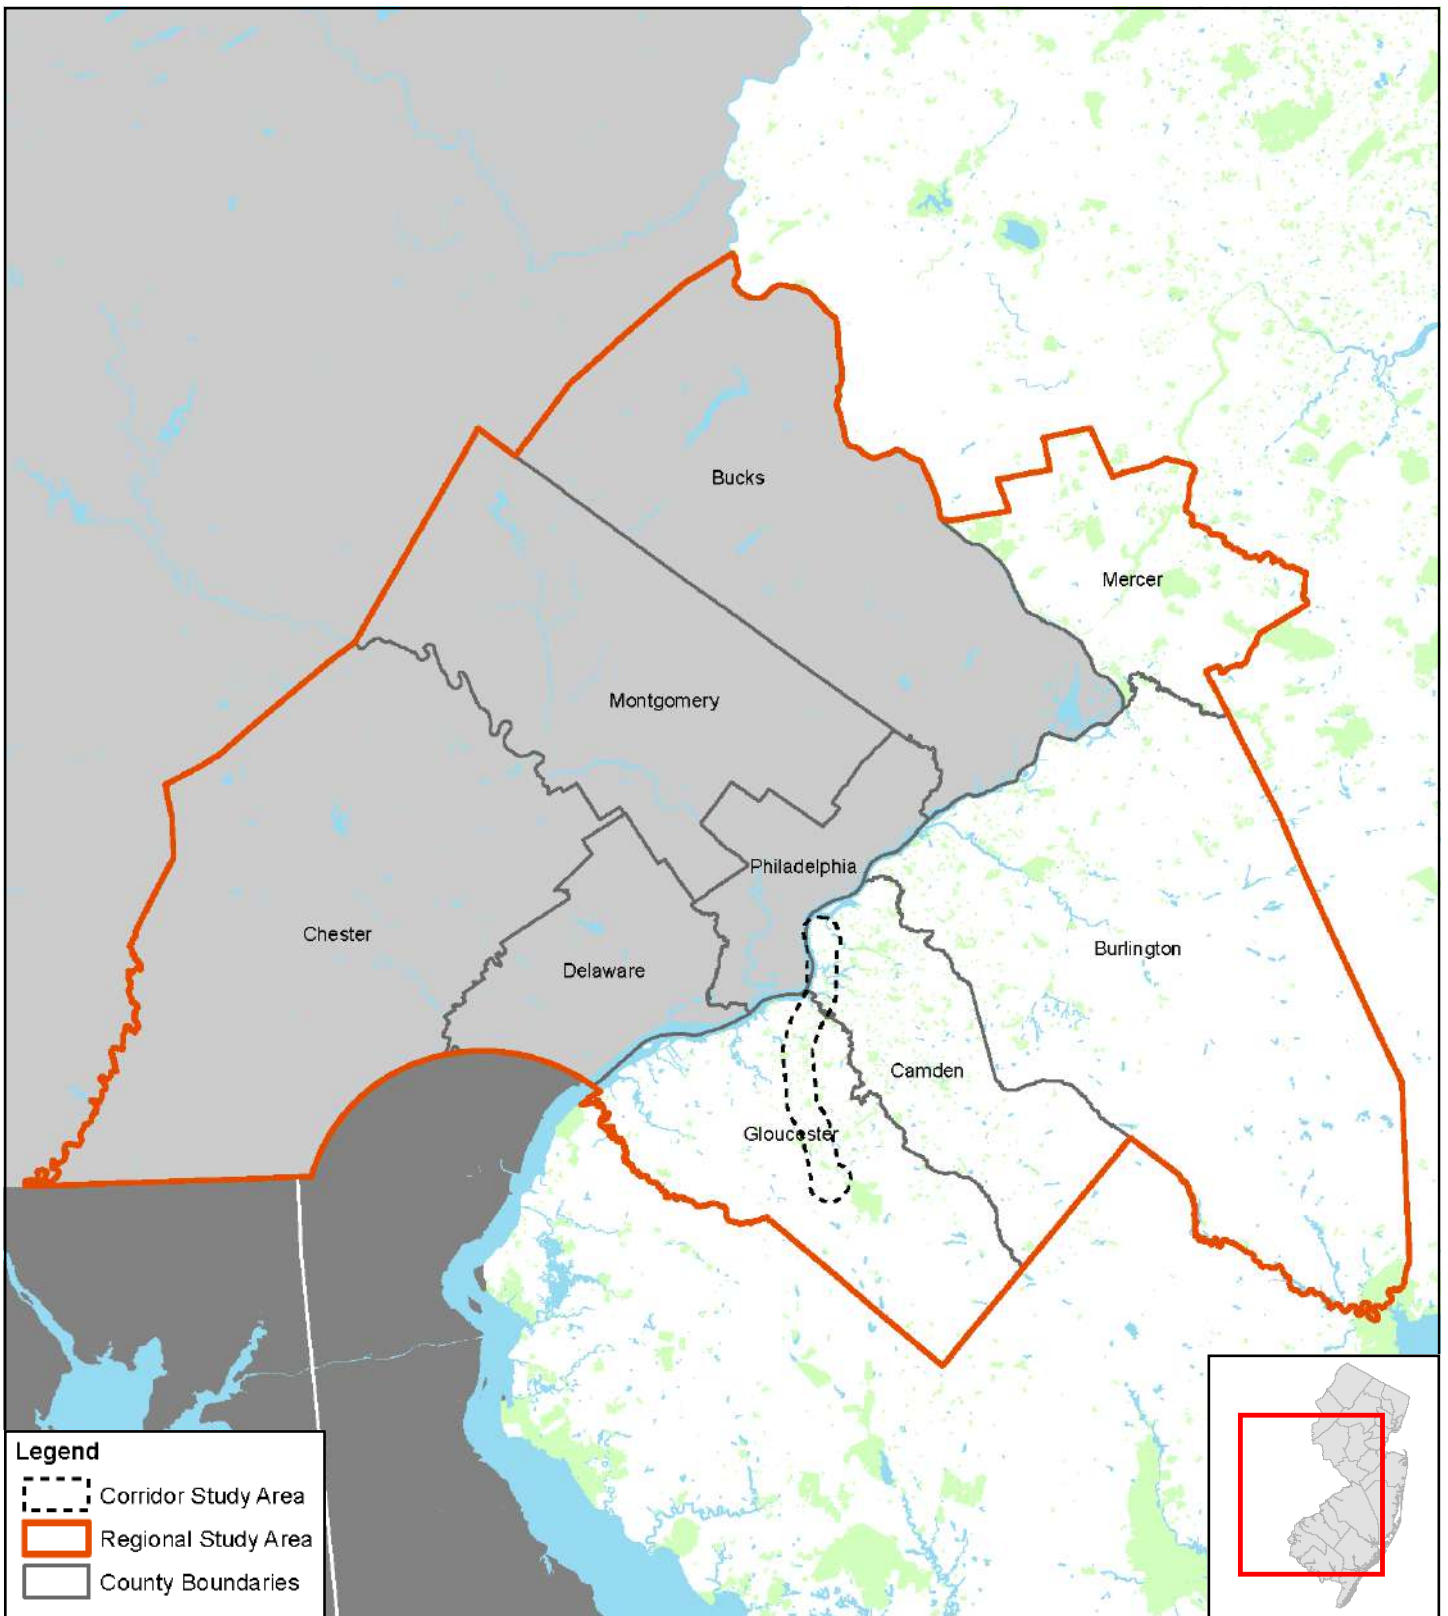 Bucks
Mercer
Montgomery
Philadelphia
Chester
Burlington
Delaware
Camden
Gloucester
Legend
Corridor Study Area
Regional Study Area
County Boundaries